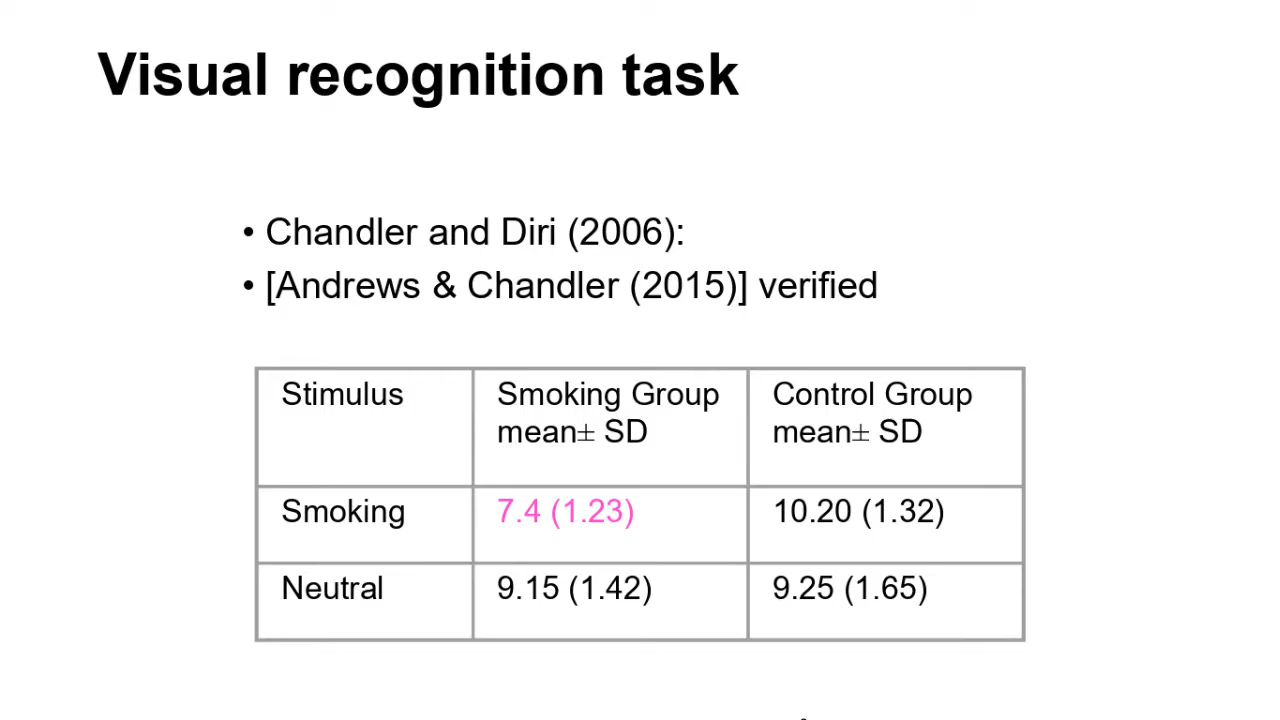 Visual recognition task
• Chandler and Diri (2006):
• [Andrews & Chandler (2015)] verified
Stimulus Smoking Group Control Group
mean± SD mean± SD
Smoking 7.4 (1.23) 10.20 (1.32)
Neutral 9.15 (1.42) 9.25 (1.65)